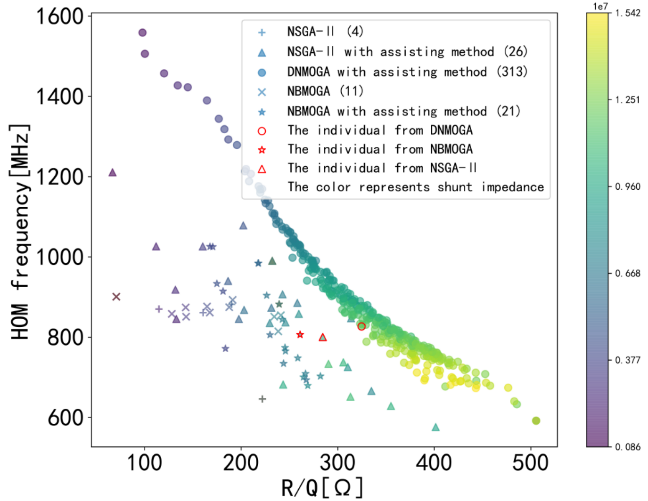 1e7
1600
1400
1200
1000
800
600
HOM frequency[MHz]
NSGA-II (4)
NSGA-II with assisting method (26)
DNMOGA with assisting method (313)
NBMOGA (11)
NBMOGA with assisting method (21)
The individual from DNMOGA
The individual from NBMOGA
The individual from NSGA-II
The color represents shunt impedance
100
200
300
400
500
R/Q[Ω]
1.542
1.251
0.960
0.668
0.377
0.086